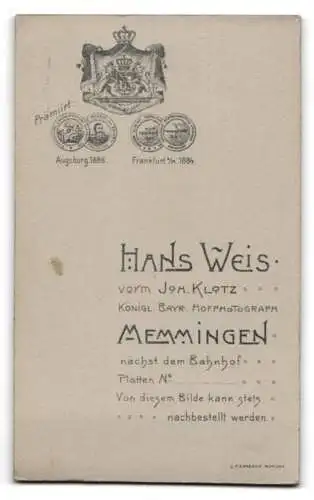 Prämiirt
Augsburg 1886. Frankfurt a/M. 1884.
HANS WEIS
vorm JOH. KLOTZ
KÖNIGL. BAYR. HOFPHOTOGRAPH
MEMMINGEN
nächst dem Bahnhof
Platten Nº
Von diesem Bilde kann stets
nachbestellt werden